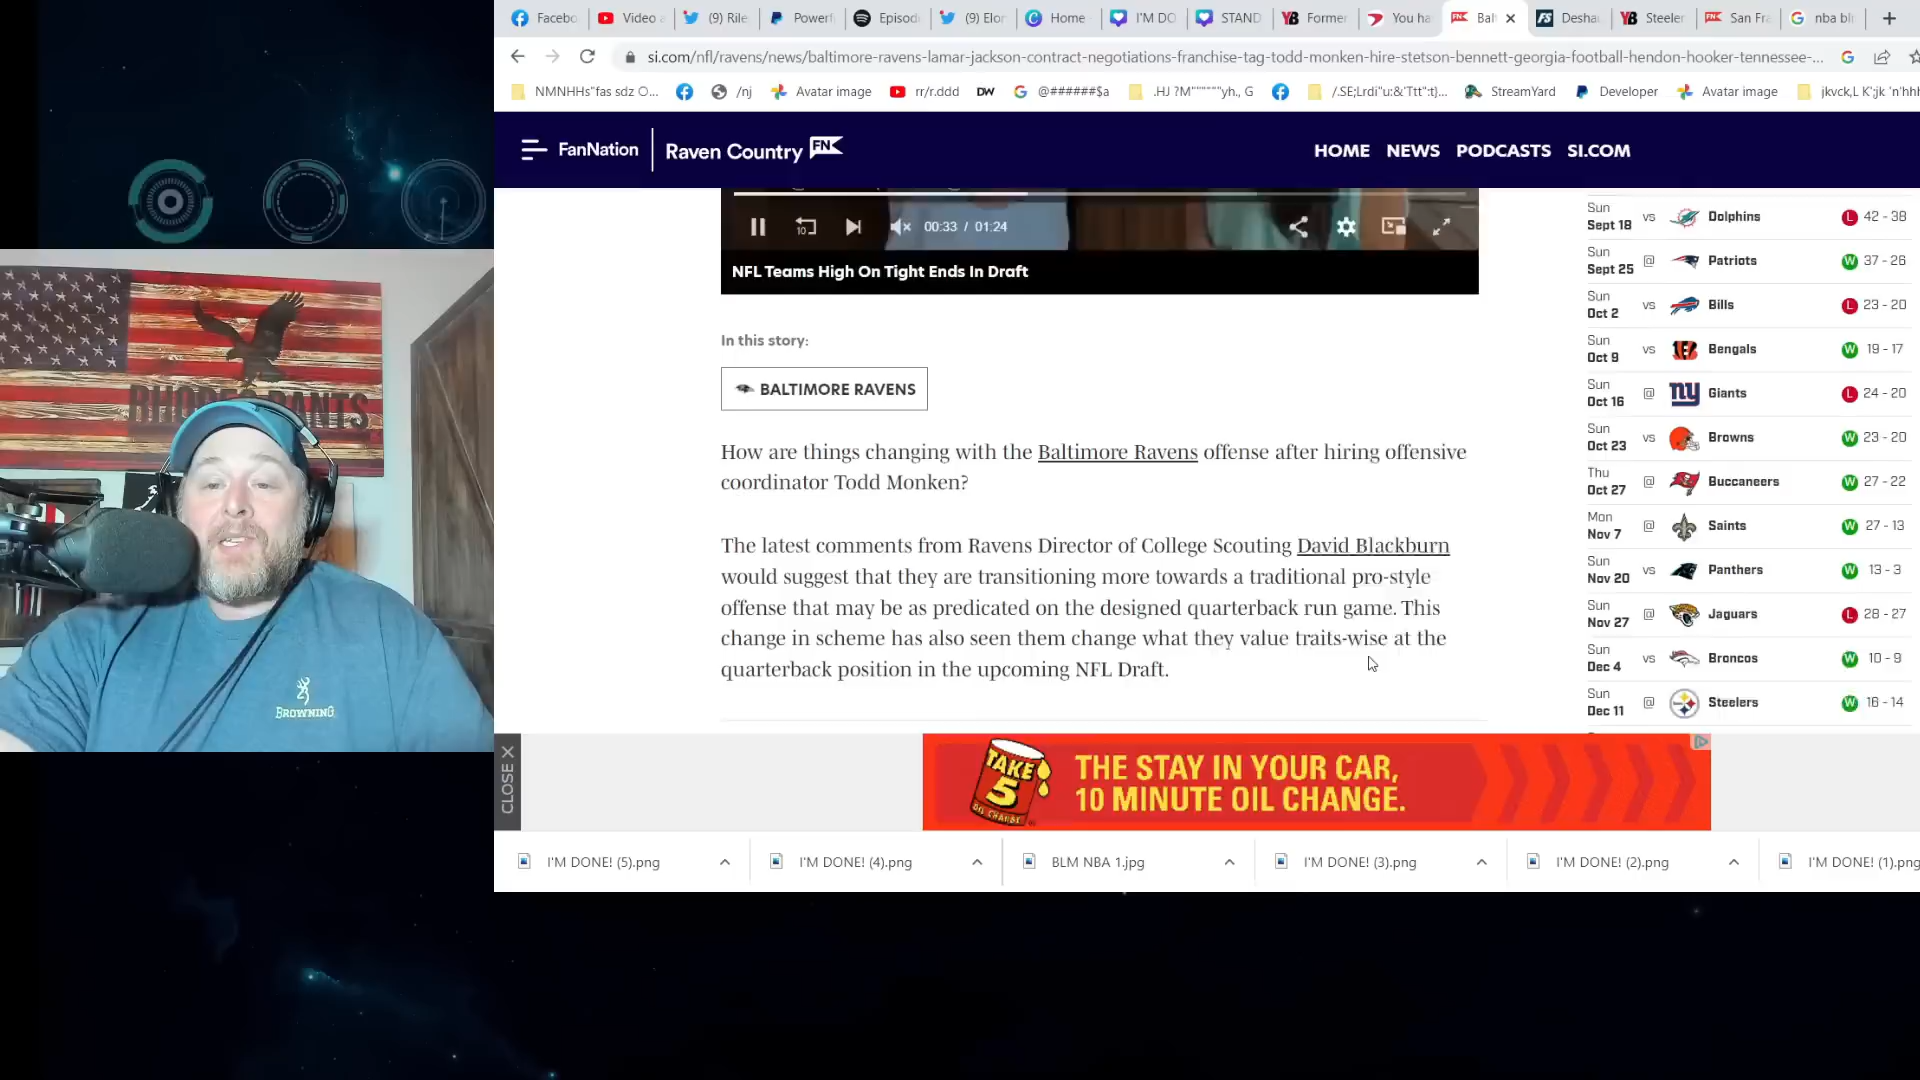 Facebo
Video a
(9) Rile
Powerf
Episod
(9) Elor
Home
I'M DO
STAND
Former
You ha
Bal
Desha
Steeler
San Fra
nba bl
si.com/nfl/ravens/news/baltimore-ravens-lamar-jackson-contract-negotiations-franchise-tag-todd-monken-hire-stetson-bennett-georgia-football-hendon-hooker-tennessee-...
NMNHHs"fas sdz O...
/nj
Avatar image
rr/r.ddd
DW
@######$a
.HJ ?M""""""yh., G
/.SE;Lrdi"u:&'Ttt":t}...
StreamYard
Developer
Avatar image
FanNation
Raven Country FN
HOME NEWS PODCASTS SI.COM
00:33 / 01:24
NFL Teams High On Tight Ends In Draft
In this story:
BALTIMORE RAVENS
How are things changing with the Baltimore Ravens offense after hiring offensive
coordinator Todd Monken?
The latest comments from Ravens Director of College Scouting David Blackburn
would suggest that they are transitioning more towards a traditional pro-style
offense that may be as predicated on the designed quarterback run game. This
change in scheme has also seen them change what they value traits-wise at the
quarterback position in the upcoming NFL Draft.
Sun Sept 18 vs Dolphins L 42 - 38
Sun Sept 25 @ Patriots W 37 - 26
Sun Oct 2 vs Bills L 23 - 20
Sun Oct 9 vs Bengals W 19 - 17
Sun Oct 16 @ Giants L 24 - 20
Sun Oct 23 vs Browns W 23 - 20
Thu Oct 27 @ Buccaneers W 27 - 22
Mon Nov 7 @ Saints W 27 - 13
Sun Nov 20 vs Panthers W 13 - 3
Sun Nov 27 @ Jaguars L 28 - 27
Sun Dec 4 vs Broncos W 10 - 9
Sun Dec 11 @ Steelers W 16 - 14
CLOSE X
TAKE 5 OIL CHANGE
THE STAY IN YOUR CAR,
10 MINUTE OIL CHANGE.
I'M DONE! (5).png
I'M DONE! (4).png
BLM NBA 1.jpg
I'M DONE! (3).png
I'M DONE! (2).png
I'M DONE! (1).png
BROWNING